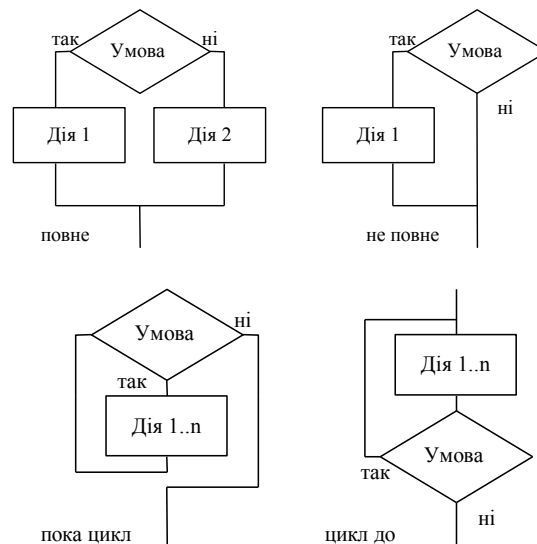 так
Умова
ні
Дія 1
Дія 2
повне
так
Умова
ні
Дія 1
не повне
Умова
ні
так
Дія 1..n
пока цикл
Дія 1..n
Умова
так
ні
цикл до